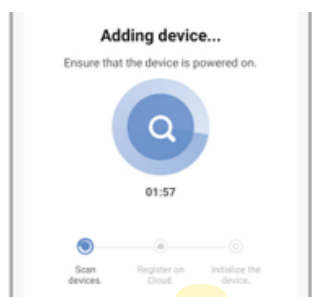 Adding device...
Ensure that the device is powered on.
01:57
Scan
devices.
Register on
Cloud.
Initialize the
device.